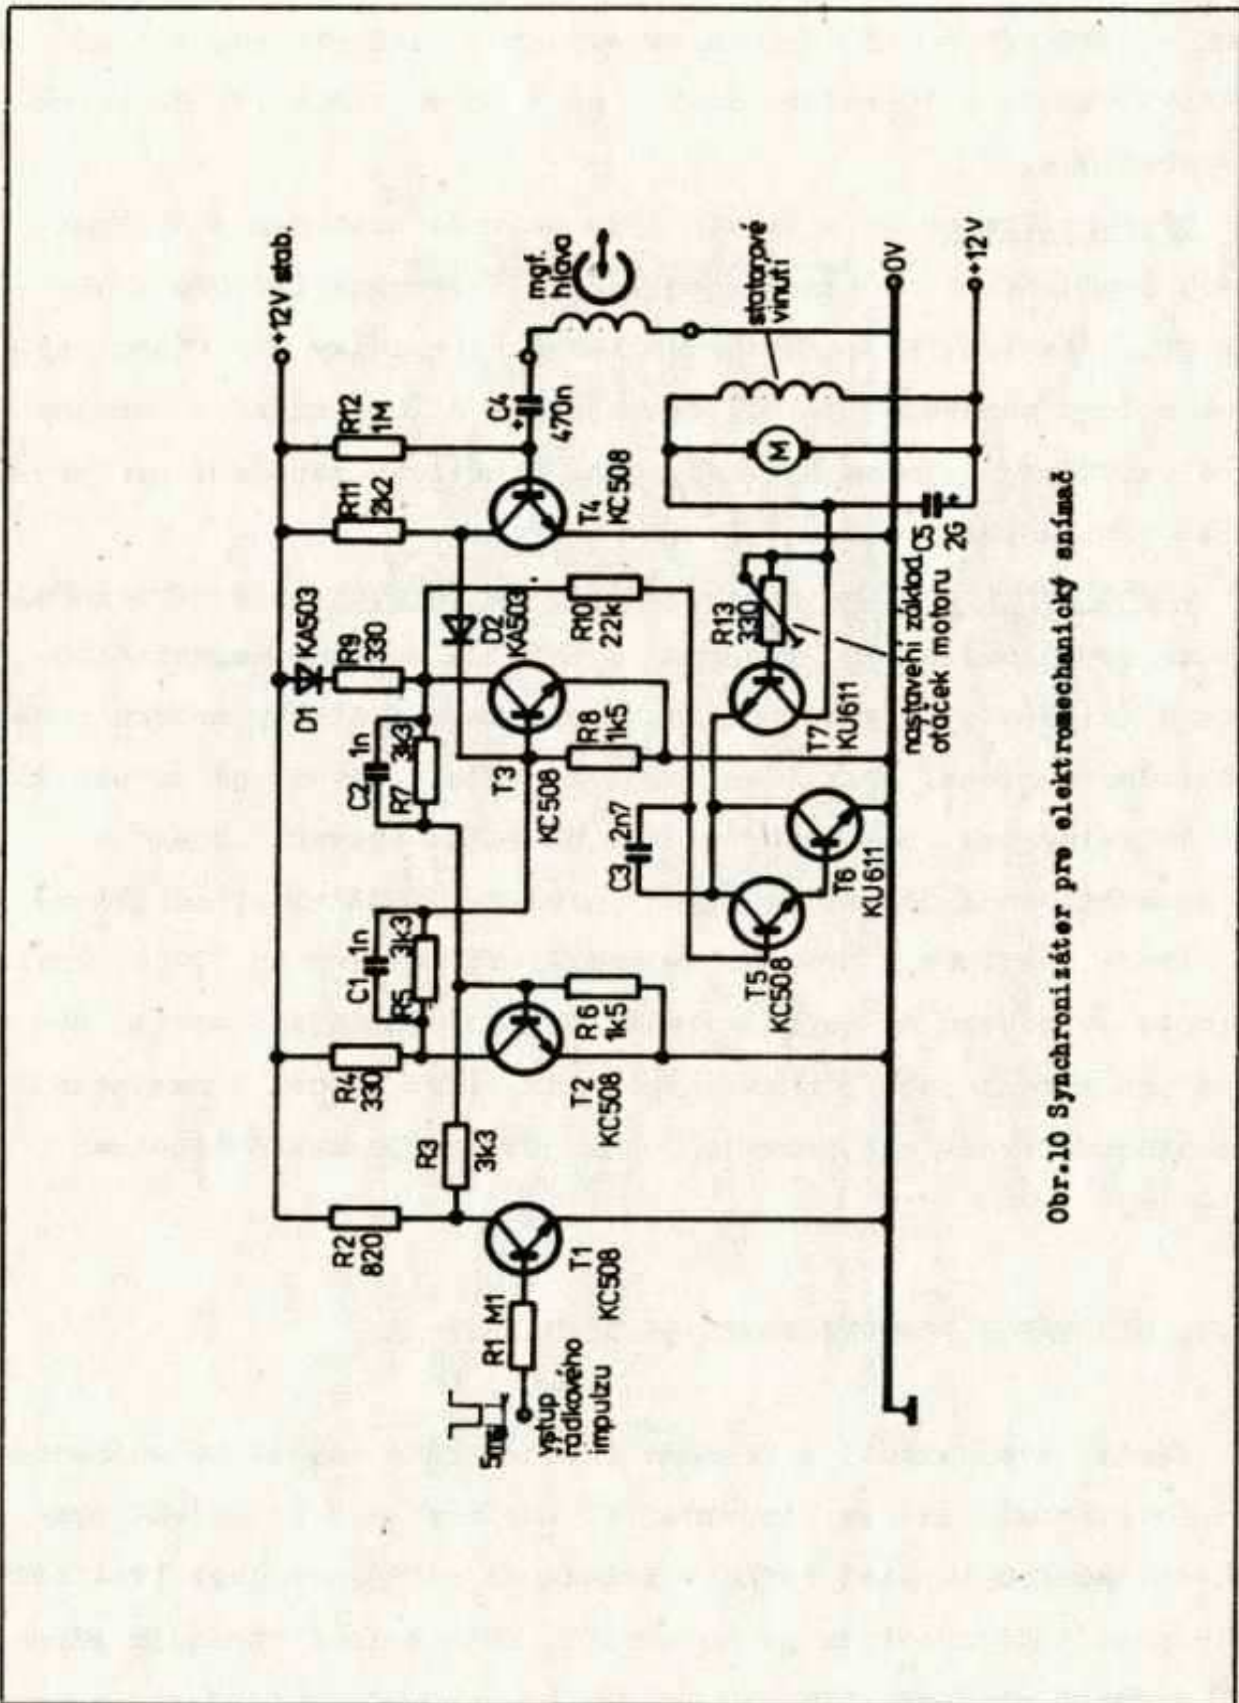 +12V stab.
R2
820
R4
330
C1 1n
R5 3k3
C2 1n
R7 3k3
D1 KA503
R9
330
R11
2k2
R12
1M
R3
3k3
D2
KA503
C4
470n
mgf.
hlava
5ms
R1 M1
vstup
řádkového
impulzu
T1
KC508
T2
KC508
R6
1k5
T3
KC508
R8
1k5
R10
22k
T4
KC508
C3 2n7
R13
330
T5
KC508
T6
KU611
T7
KU611
M
statorové
vinutí
0V
C5
2G
+12V
nastavení základ.
otáček motoru
Obr.10 Synchronizáter pre elektromechanický snímač